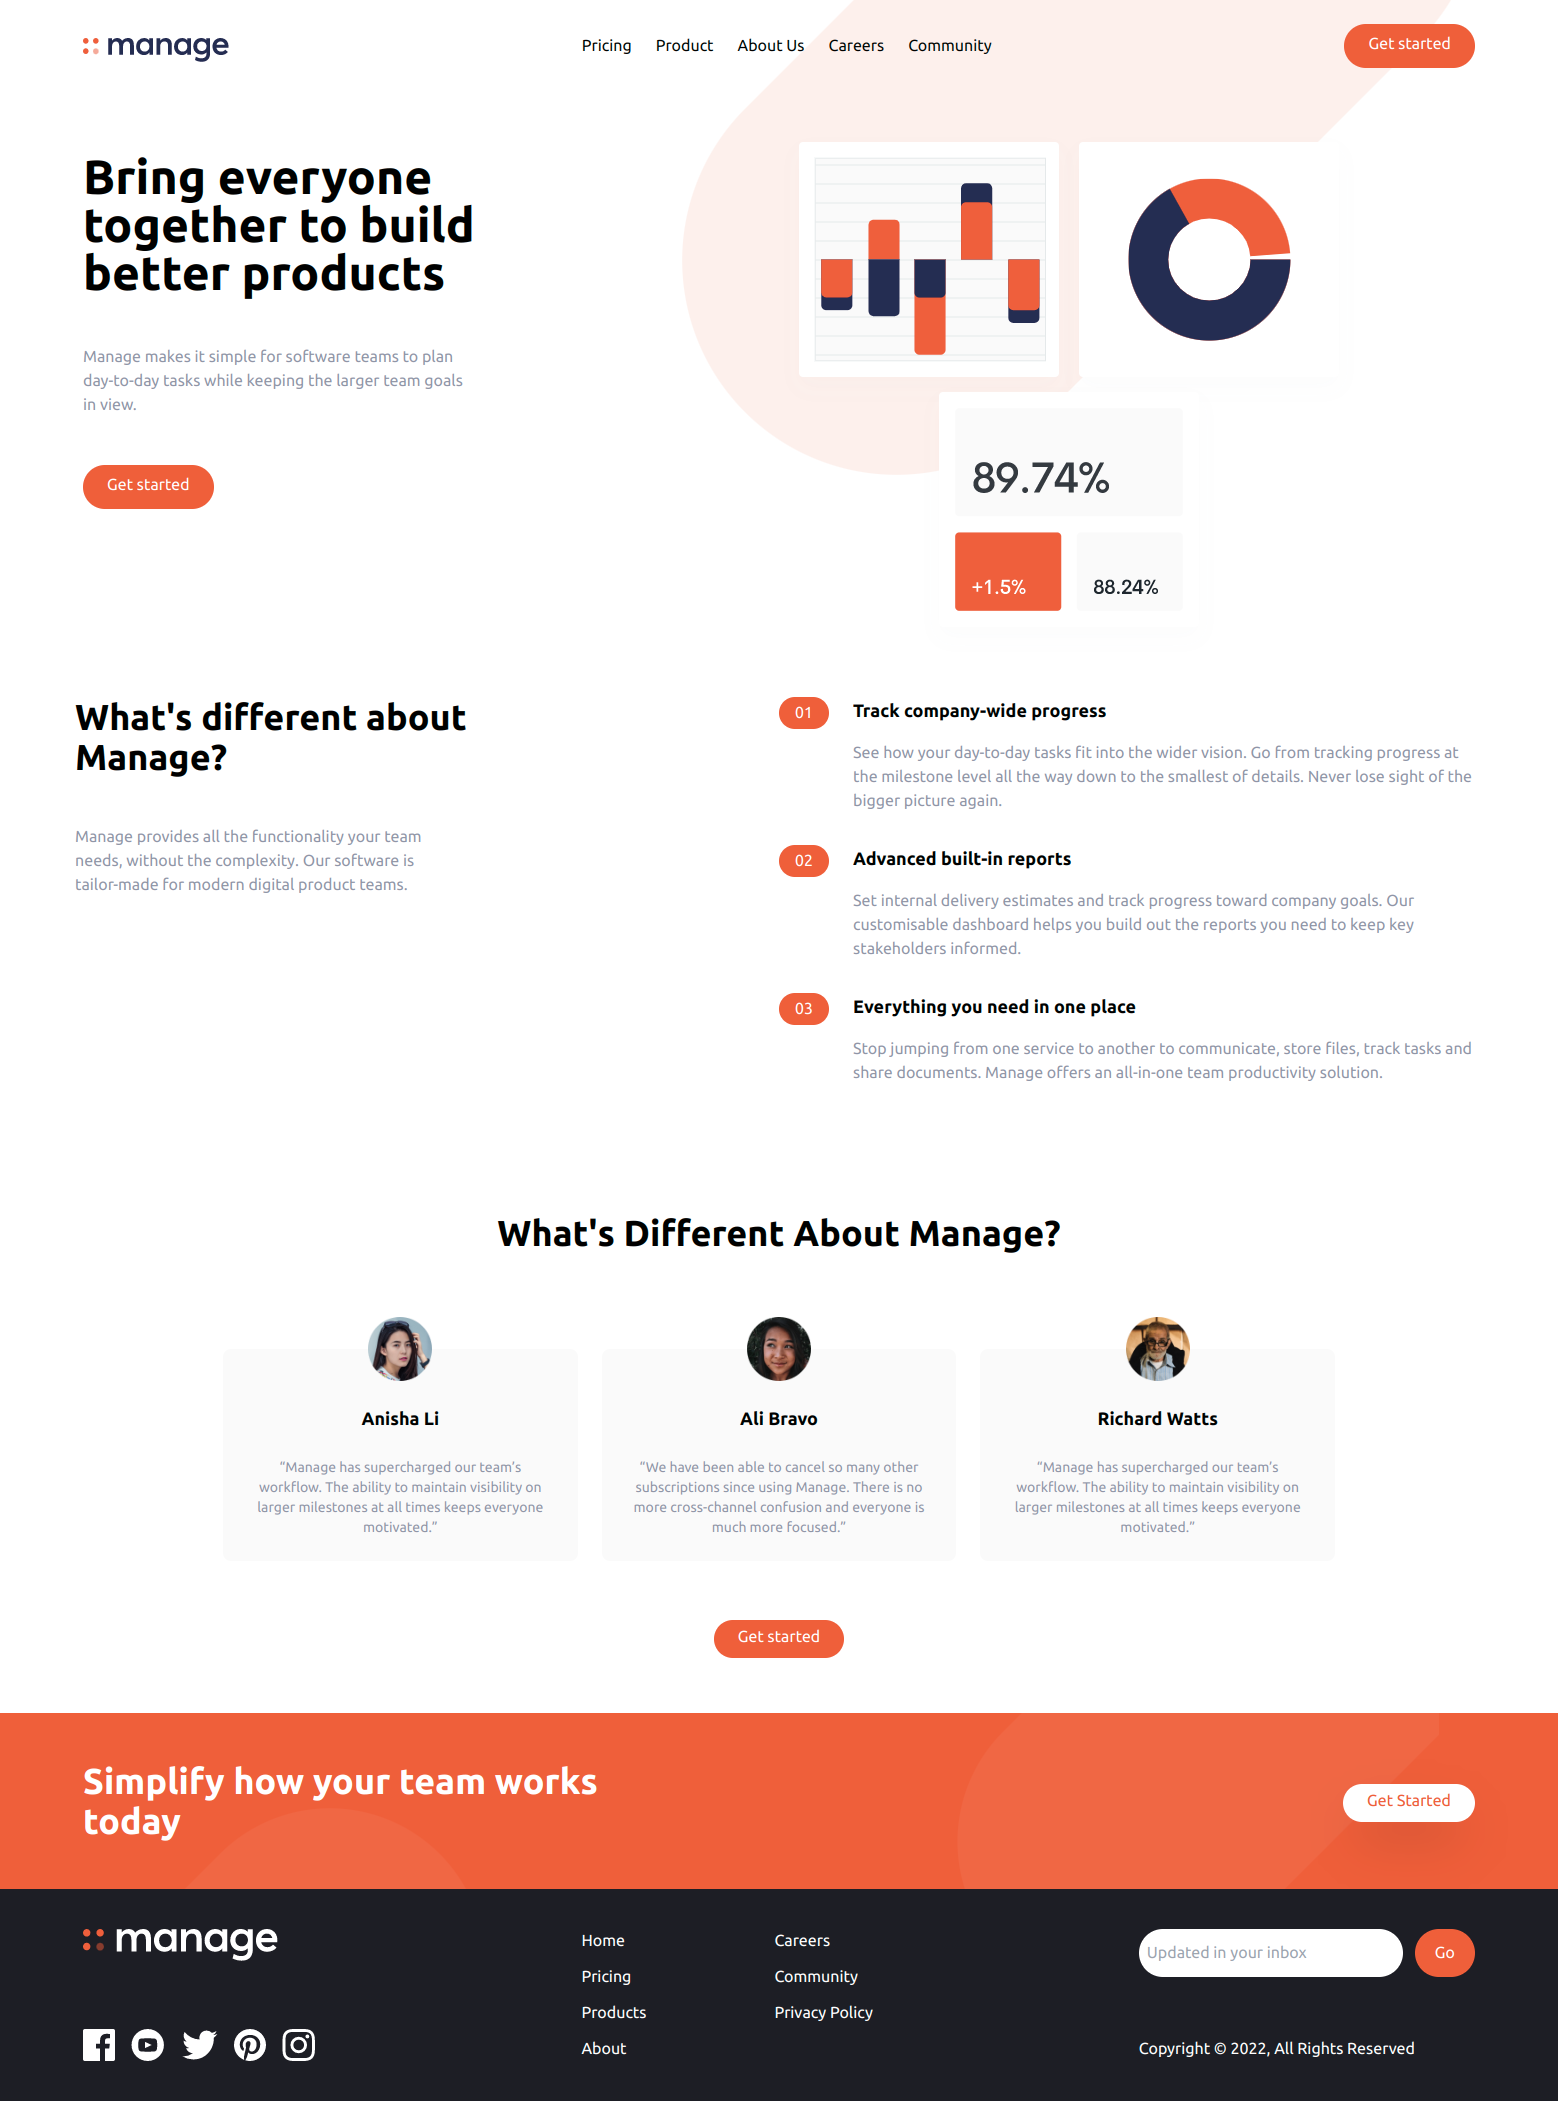 manage
Pricing Product About Us Careers Community
Get started
Bring everyone
together to build
better products
Manage makes it simple for software teams to plan
day-to-day tasks while keeping the larger team goals
in view.
Get started
89.74%
+1.5%
88.24%
What's different about
Manage?
Manage provides all the functionality your team
needs, without the complexity. Our software is
tailor-made for modern digital product teams.
01 Track company-wide progress
See how your day-to-day tasks fit into the wider vision. Go from tracking progress at
the milestone level all the way down to the smallest of details. Never lose sight of the
bigger picture again.
02 Advanced built-in reports
Set internal delivery estimates and track progress toward company goals. Our
customisable dashboard helps you build out the reports you need to keep key
stakeholders informed.
03 Everything you need in one place
Stop jumping from one service to another to communicate, store files, track tasks and
share documents. Manage offers an all-in-one team productivity solution.
What's Different About Manage?
Anisha Li
“Manage has supercharged our team’s
workflow. The ability to maintain visibility on
larger milestones at all times keeps everyone
motivated.”
Ali Bravo
“We have been able to cancel so many other
subscriptions since using Manage. There is no
more cross-channel confusion and everyone is
much more focused.”
Richard Watts
“Manage has supercharged our team’s
workflow. The ability to maintain visibility on
larger milestones at all times keeps everyone
motivated.”
Get started
Simplify how your team works
today
Get Started
manage
Home
Pricing
Products
About
Careers
Community
Privacy Policy
Updated in your inbox
Go
Copyright © 2022, All Rights Reserved